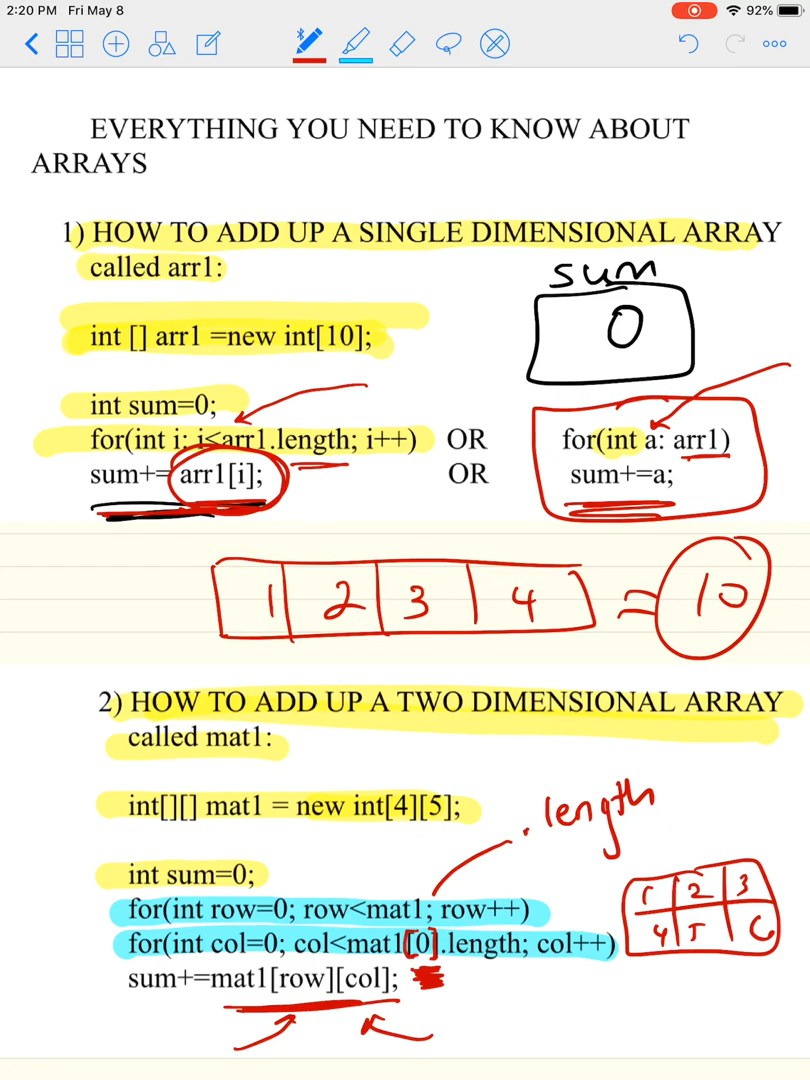 2:20 PM Fri May 8
92%
EVERYTHING YOU NEED TO KNOW ABOUT
ARRAYS
1) HOW TO ADD UP A SINGLE DIMENSIONAL ARRAY
called arr1:
sum
0
int [] arr1 =new int[10];
int sum=0;
for(int i; i<arr1.length; i++) OR for(int a: arr1)
sum+= arr1[i]; OR sum+=a;
1 2 3 4 = 10
2) HOW TO ADD UP A TWO DIMENSIONAL ARRAY
called mat1:
int[][] mat1 = new int[4][5];
.length
int sum=0;
for(int row=0; row<mat1; row++)
for(int col=0; col<mat1[0].length; col++)
sum+=mat1[row][col];
1 2 3
4 5 6